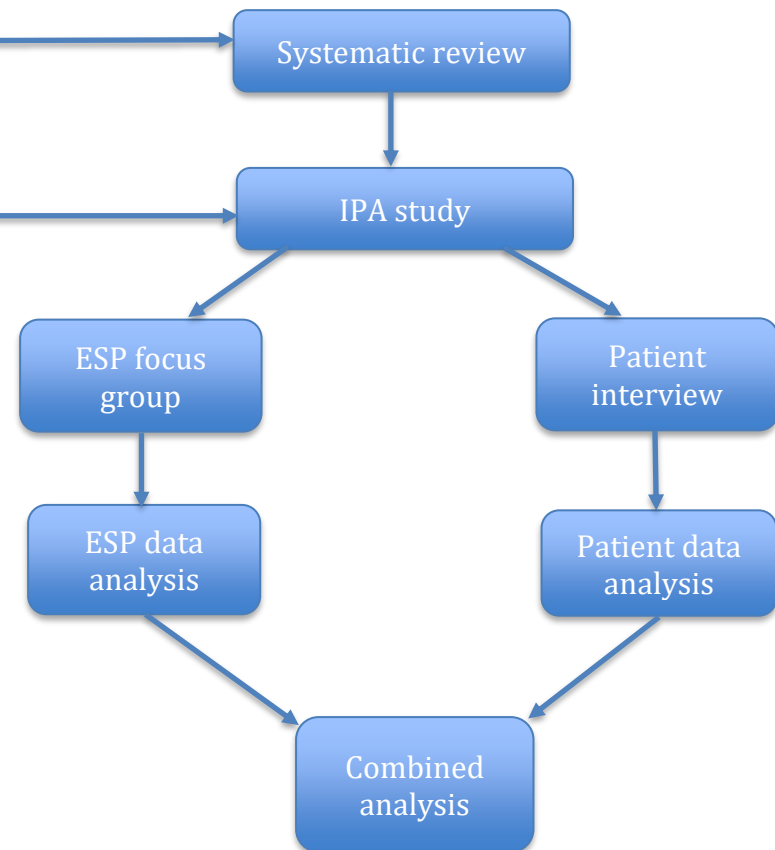 Systematic review
IPA study
ESP focus
group
Patient
interview
ESP data
analysis
Patient data
analysis
Combined
analysis